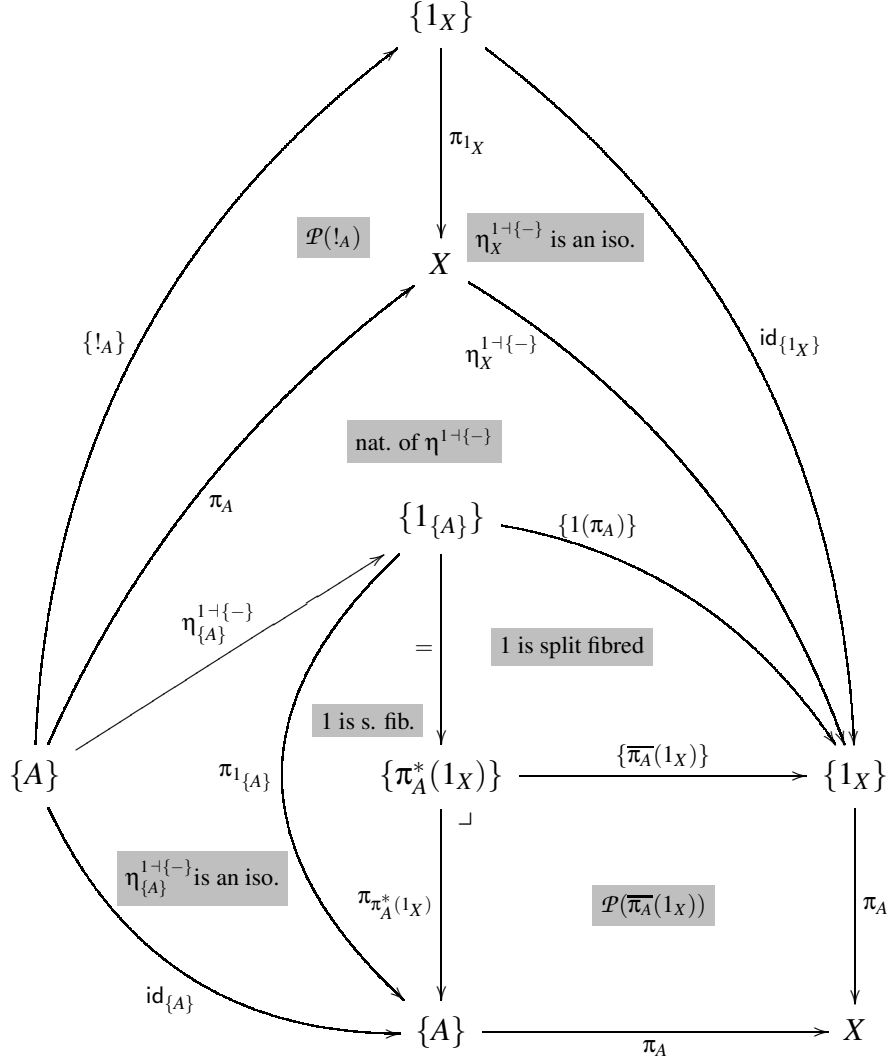 {1_X}
π_{1_X}
𝒫(!_A)
η_X^{1⊣{−}} is an iso.
X
{!_A}
η_X^{1⊣{−}}
id_{{1_X}}
nat. of η^{1⊣{−}}
π_A
{1_{{A}}}
{1(π_A)}
η_{{A}}^{1⊣{−}}
=
1 is split fibred
1 is s. fib.
{A}
π_{1_{{A}}}
{π_A^*(1_X)}
{\overline{π_A}(1_X)}
{1_X}
⌟
η_{{A}}^{1⊣{−}} is an iso.
π_{π_A^*(1_X)}
𝒫(\overline{π_A}(1_X))
π_A
id_{{A}}
{A}
π_A
X